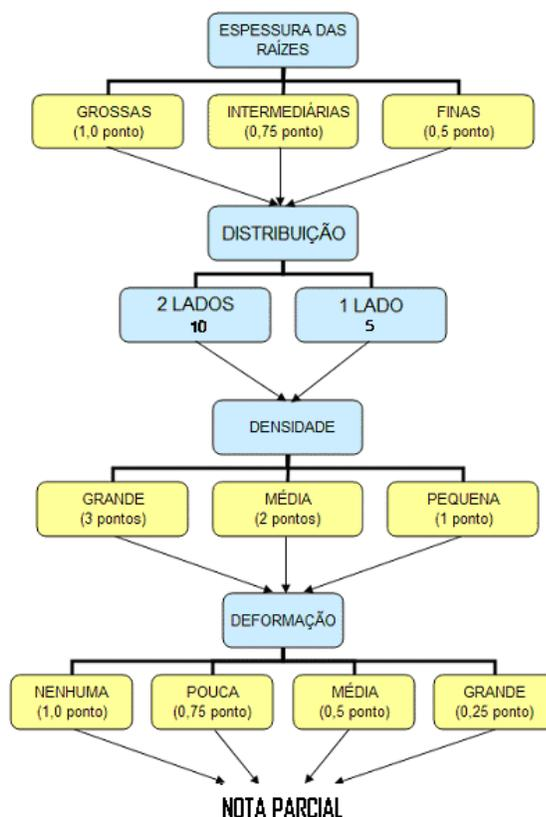 ESPESSURA DAS
RAÍZES
GROSSAS
(1,0 ponto)
INTERMEDIÁRIAS
(0,75 ponto)
FINAS
(0,5 ponto)
DISTRIBUIÇÃO
2 LADOS
10
1 LADO
5
DENSIDADE
GRANDE
(3 pontos)
MÉDIA
(2 pontos)
PEQUENA
(1 ponto)
DEFORMAÇÃO
NENHUMA
(1,0 ponto)
POUCA
(0,75 ponto)
MÉDIA
(0,5 ponto)
GRANDE
(0,25 ponto)
NOTA PARCIAL